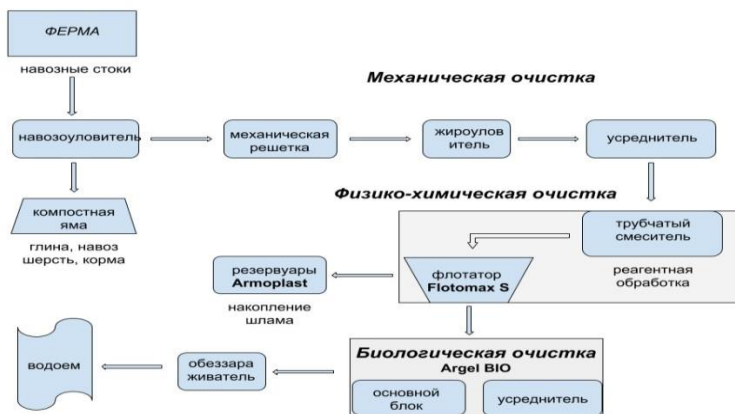 ФЕРМА
навозные стоки
Механическая очистка
навозоуловитель
механическая
решетка
жироулов
итель
усреднитель
Физико-химическая очистка
компостная
яма
глина, навоз
шерсть, корма
трубчатый
смеситель
реагентная
обработка
резервуары
Armoplast
накопление
шлама
флотатор
Flotomax S
водоем
обеззара
живатель
Биологическая очистка
Argel BIO
основной
блок
усреднитель